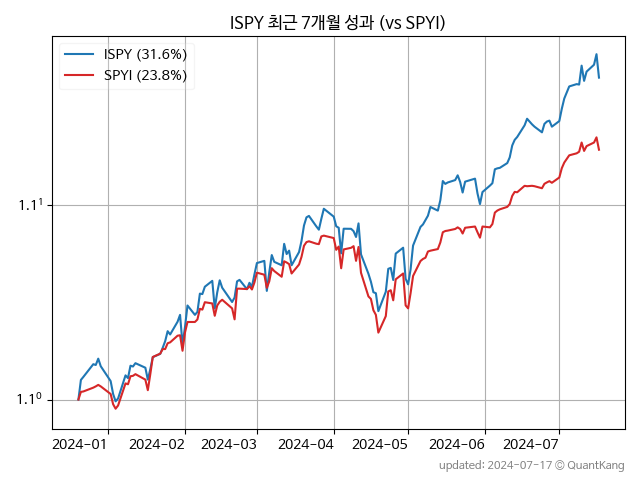 ISPY 최근 7개월 성과 (vs SPYI)
ISPY (31.6%)
SPYI (23.8%)
1.1¹
1.1⁰
2024-01 2024-02 2024-03 2024-04 2024-05 2024-06 2024-07
updated: 2024-07-17 © QuantKang